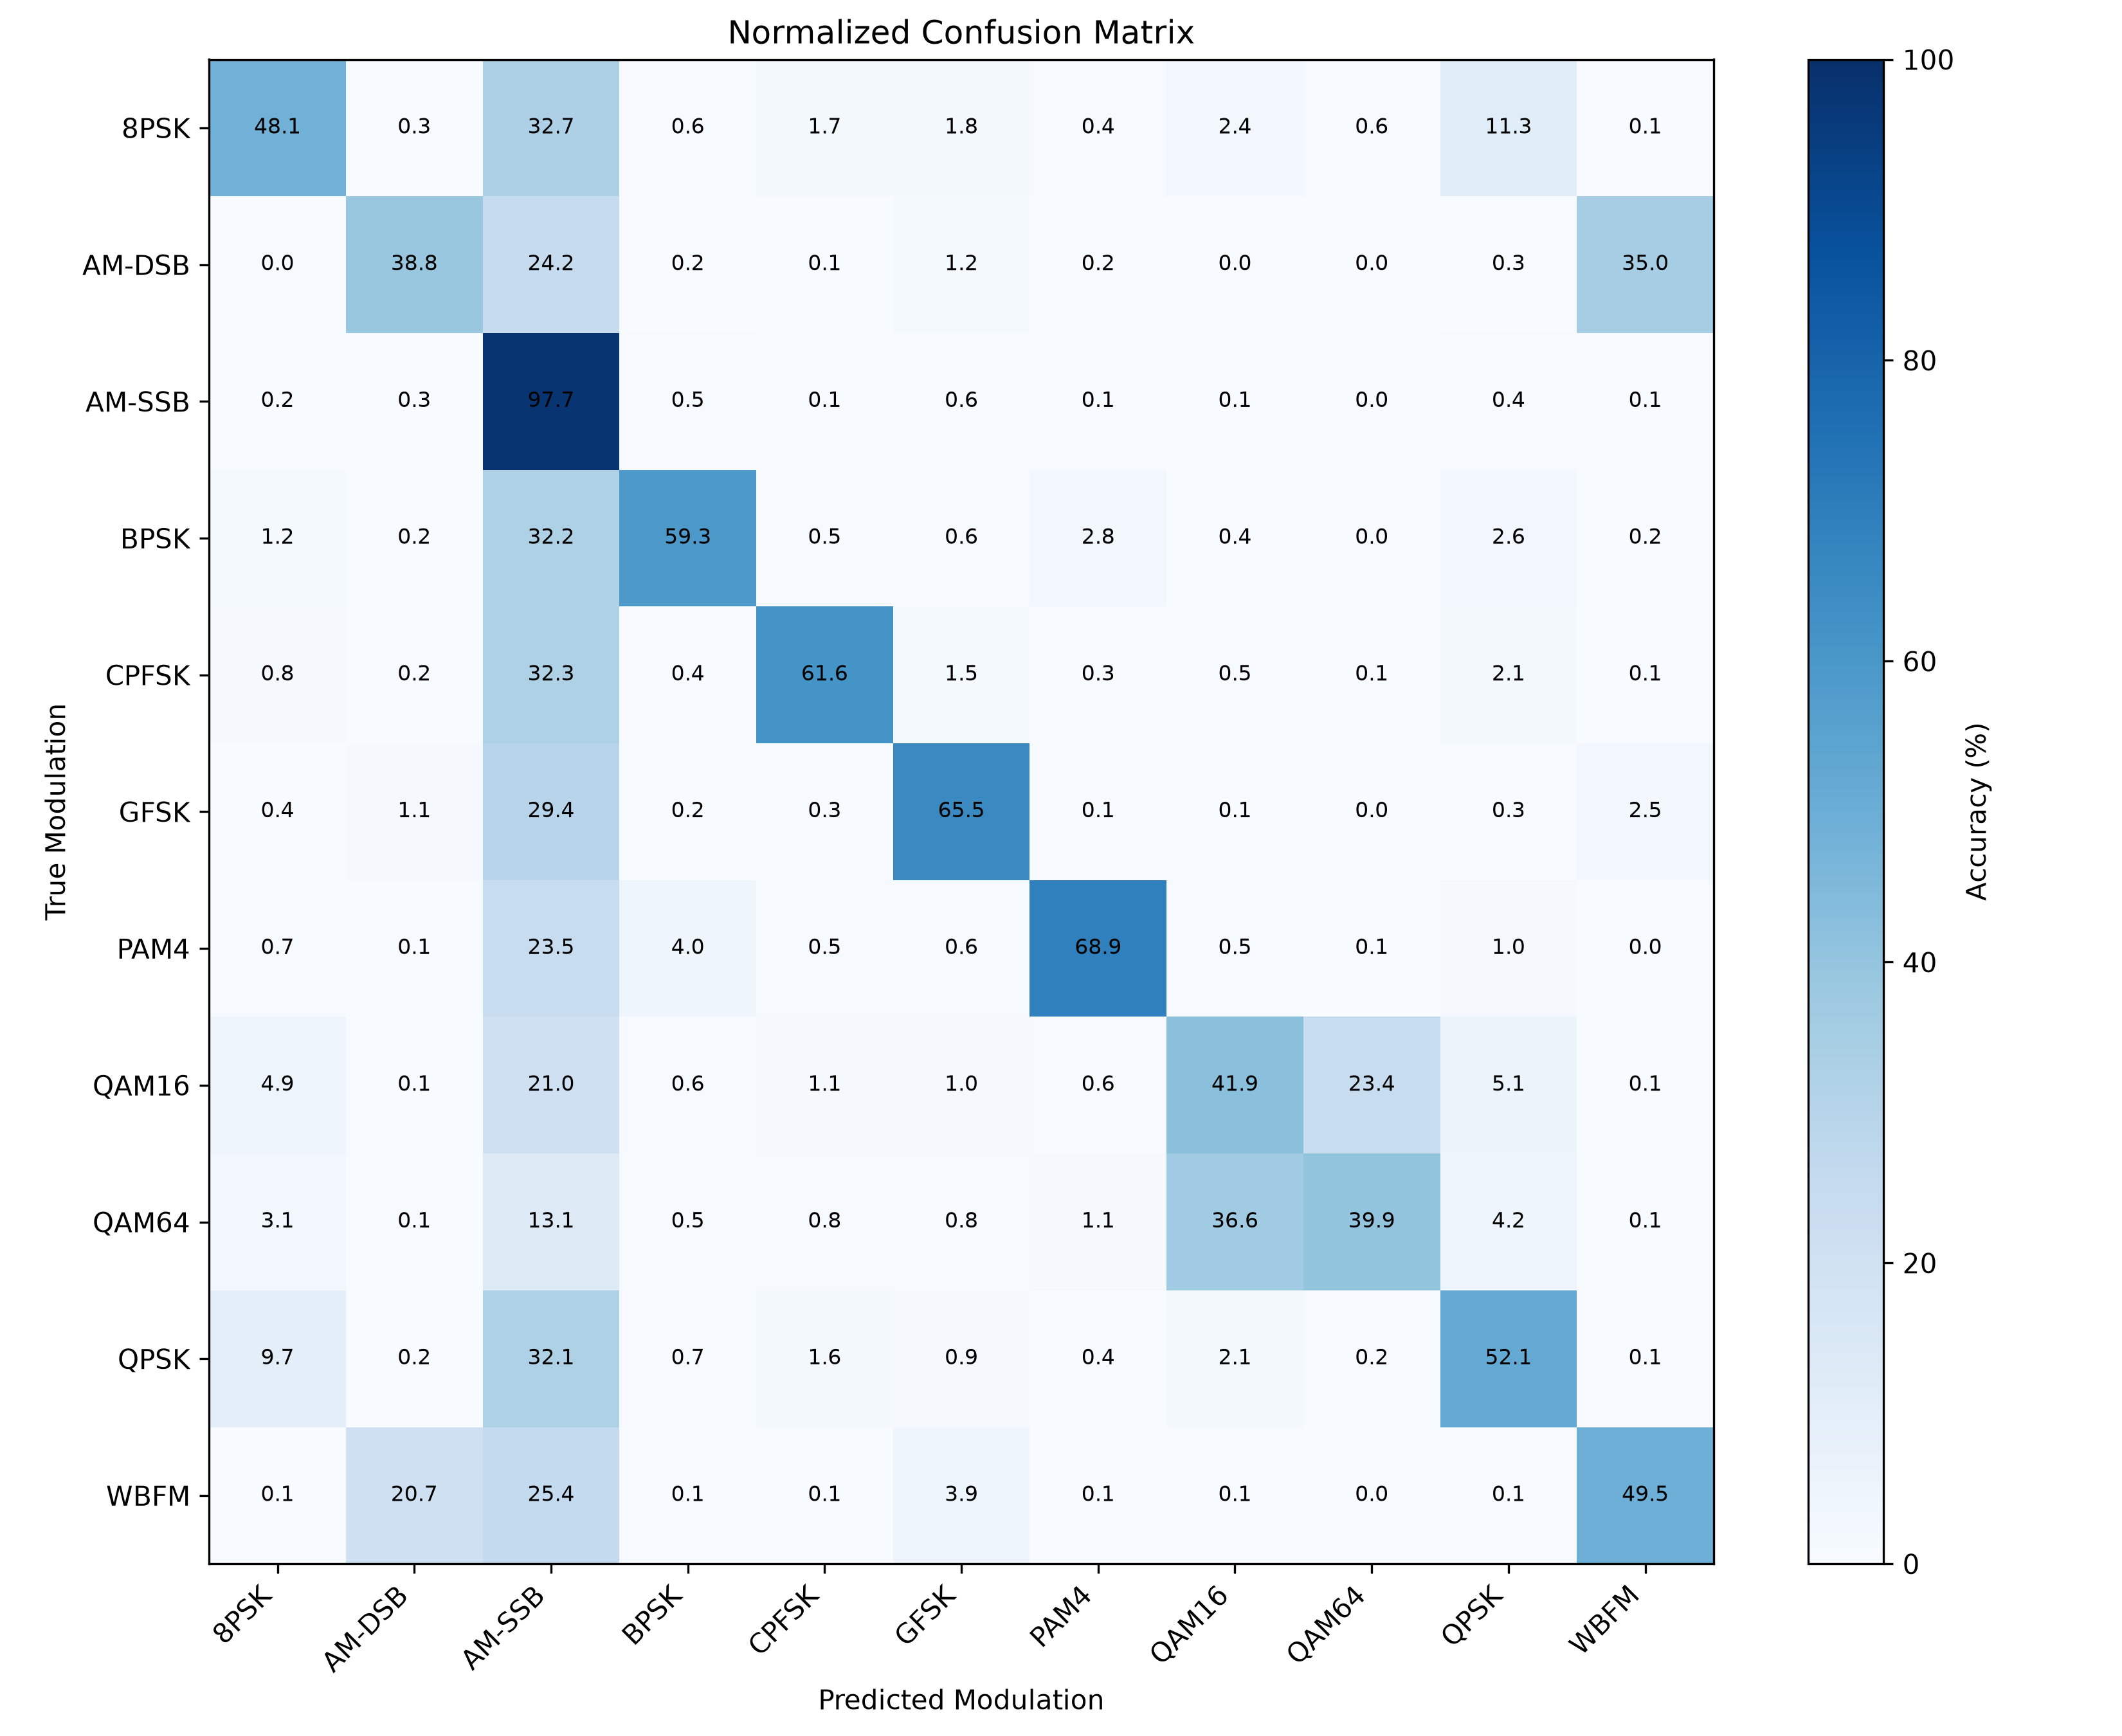 Normalized Confusion Matrix
8PSK 48.1 0.3 32.7 0.6 1.7 1.8 0.4 2.4 0.6 11.3 0.1
AM-DSB 0.0 38.8 24.2 0.2 0.1 1.2 0.2 0.0 0.0 0.3 35.0
AM-SSB 0.2 0.3 97.7 0.5 0.1 0.6 0.1 0.1 0.0 0.4 0.1
BPSK 1.2 0.2 32.2 59.3 0.5 0.6 2.8 0.4 0.0 2.6 0.2
CPFSK 0.8 0.2 32.3 0.4 61.6 1.5 0.3 0.5 0.1 2.1 0.1
GFSK 0.4 1.1 29.4 0.2 0.3 65.5 0.1 0.1 0.0 0.3 2.5
PAM4 0.7 0.1 23.5 4.0 0.5 0.6 68.9 0.5 0.1 1.0 0.0
QAM16 4.9 0.1 21.0 0.6 1.1 1.0 0.6 41.9 23.4 5.1 0.1
QAM64 3.1 0.1 13.1 0.5 0.8 0.8 1.1 36.6 39.9 4.2 0.1
QPSK 9.7 0.2 32.1 0.7 1.6 0.9 0.4 2.1 0.2 52.1 0.1
WBFM 0.1 20.7 25.4 0.1 0.1 3.9 0.1 0.1 0.0 0.1 49.5
8PSK AM-DSB AM-SSB BPSK CPFSK GFSK PAM4 QAM16 QAM64 QPSK WBFM
Predicted Modulation
True Modulation
100
80
60
40
20
0
Accuracy (%)